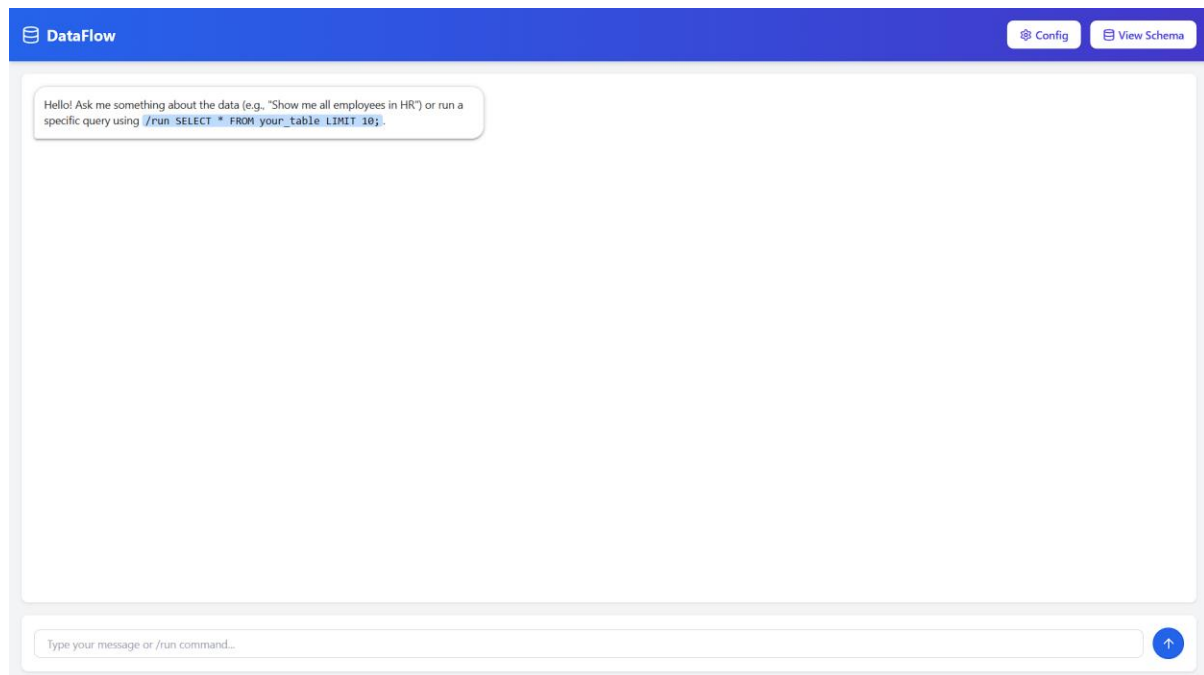 DataFlow
Config
View Schema
Hello! Ask me something about the data (e.g., "Show me all employees in HR") or run a
specific query using /run SELECT * FROM your_table LIMIT 10;.
Type your message or /run command...